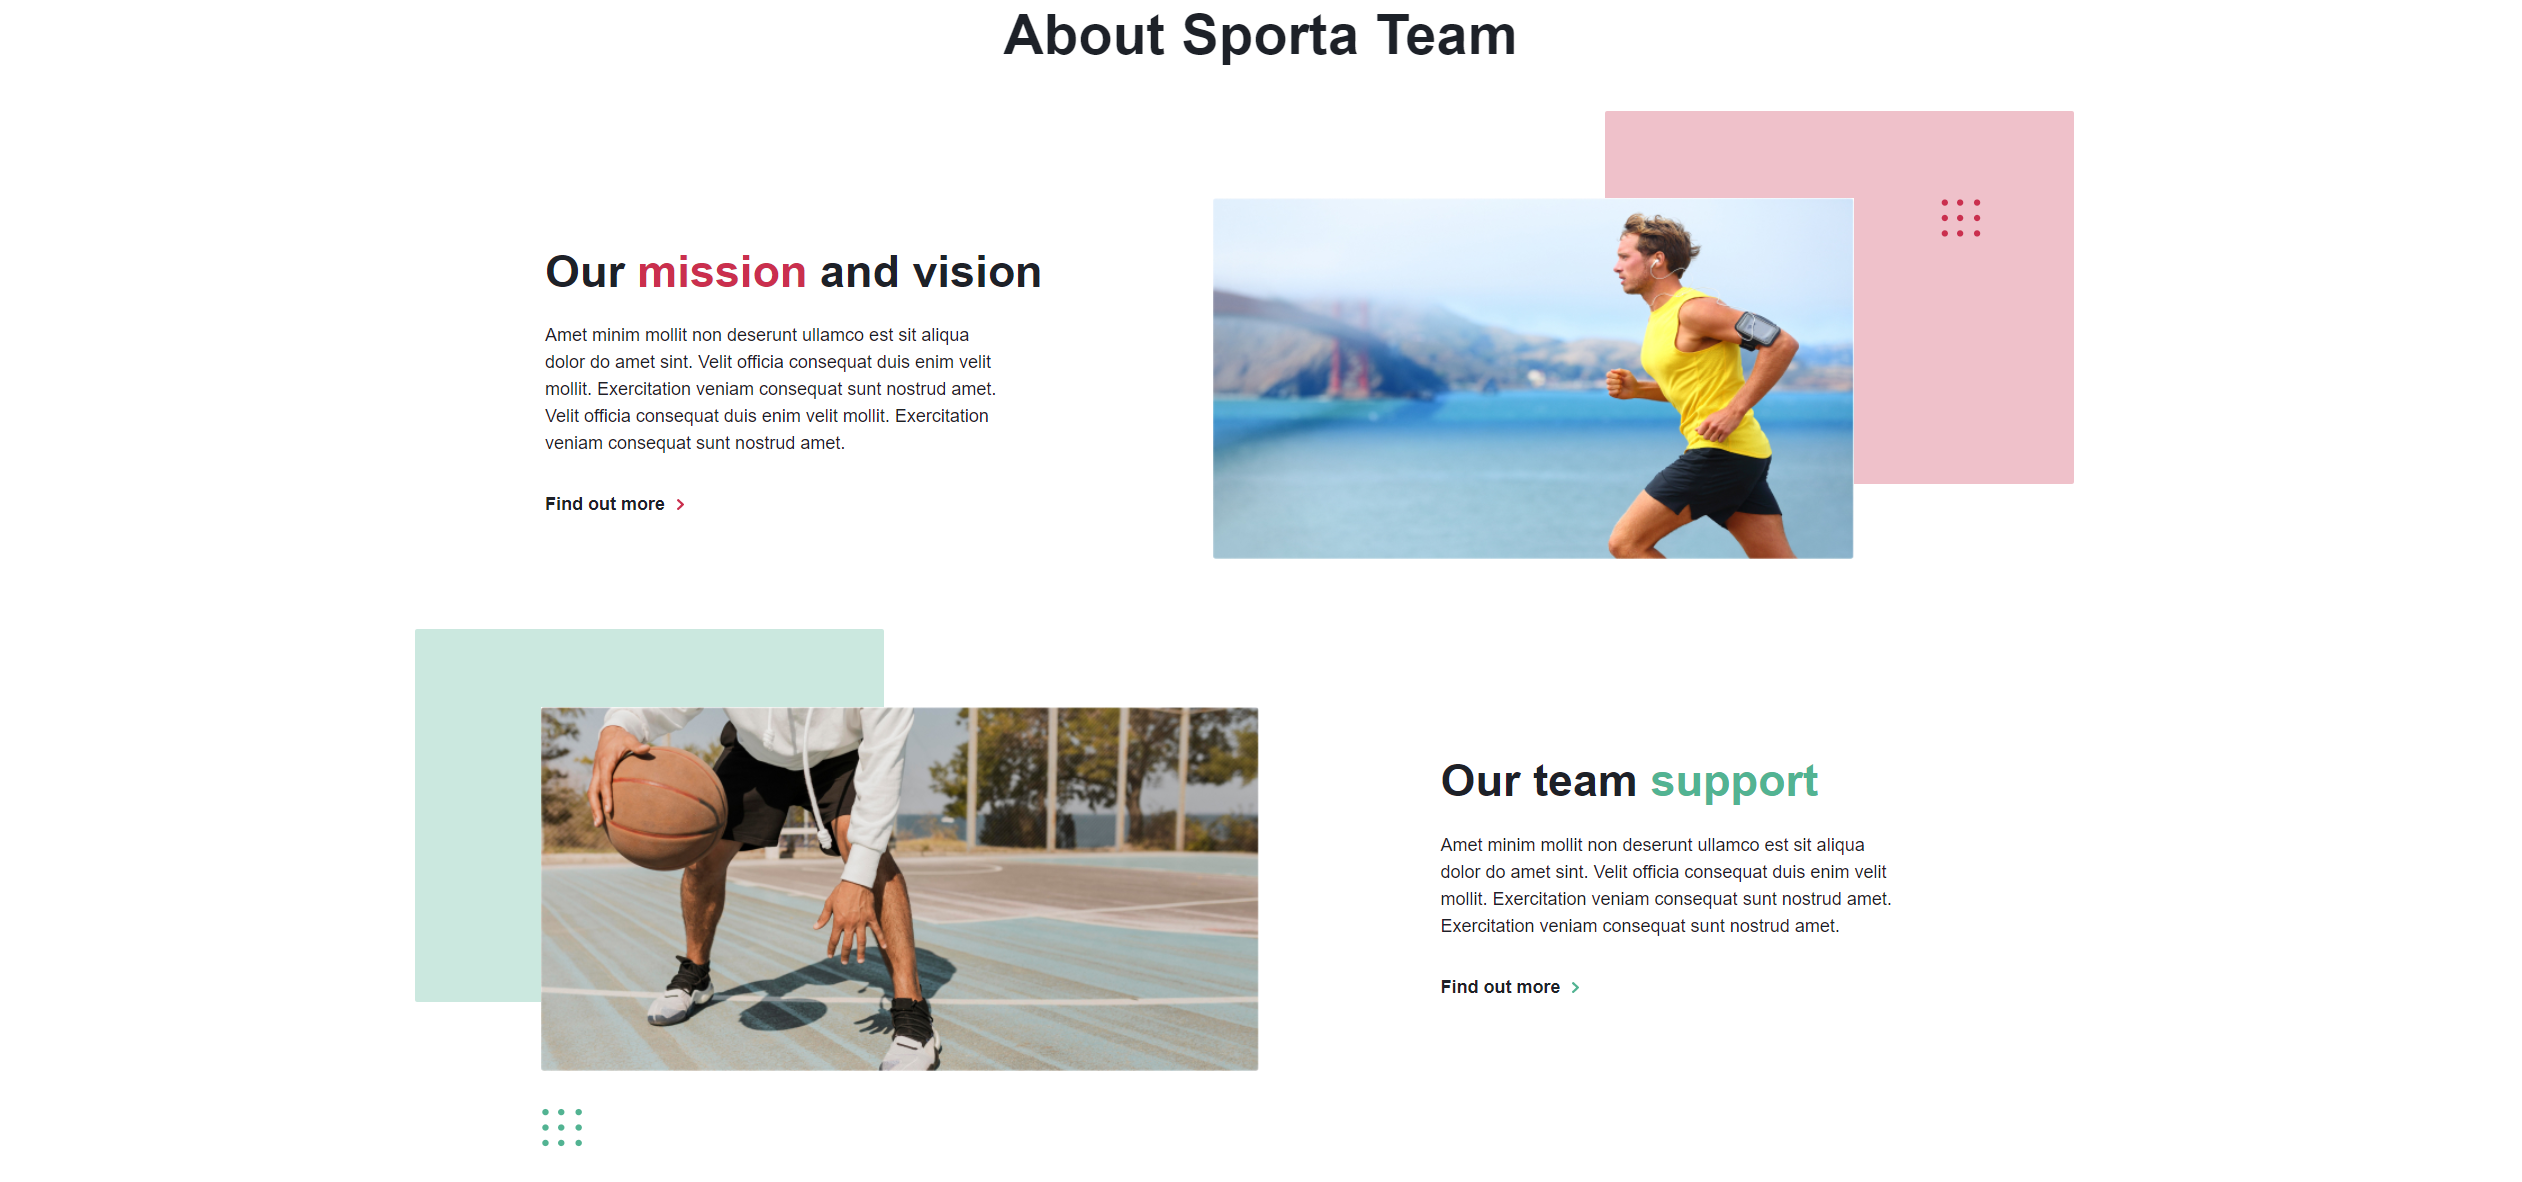 About Sporta Team
Our mission and vision
Amet minim mollit non deserunt ullamco est sit aliqua
dolor do amet sint. Velit officia consequat duis enim velit
mollit. Exercitation veniam consequat sunt nostrud amet.
Velit officia consequat duis enim velit mollit. Exercitation
veniam consequat sunt nostrud amet.
Find out more
Our team support
Amet minim mollit non deserunt ullamco est sit aliqua
dolor do amet sint. Velit officia consequat duis enim velit
mollit. Exercitation veniam consequat sunt nostrud amet.
Exercitation veniam consequat sunt nostrud amet.
Find out more